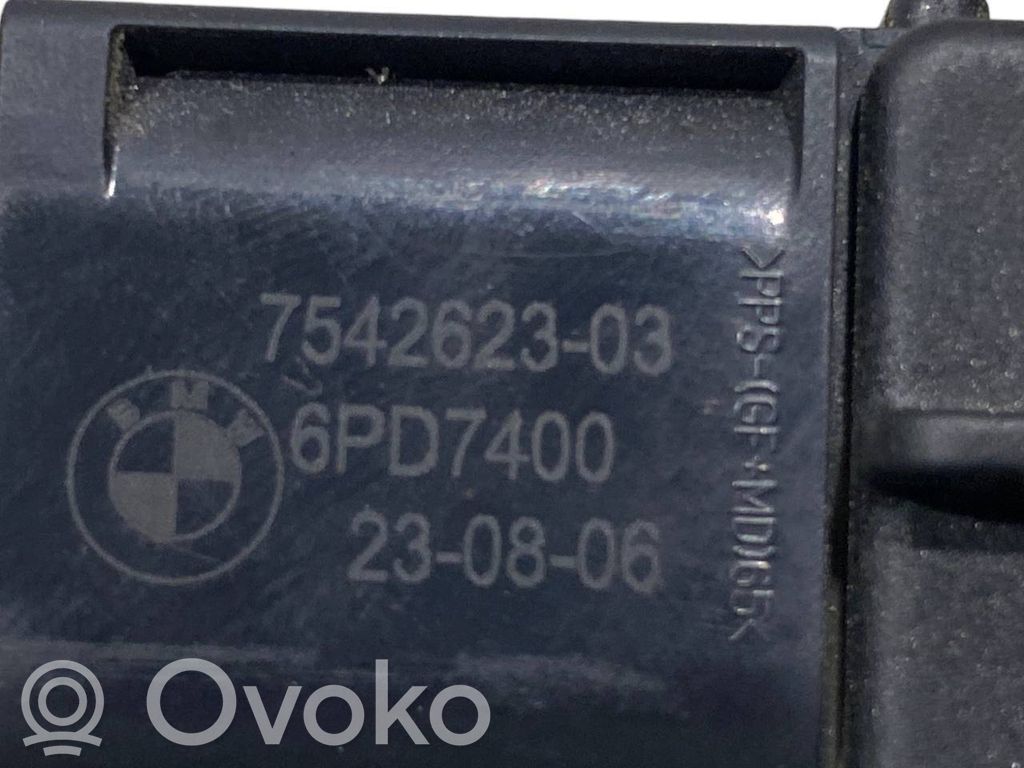 7542623-03
BMW
6PD7400
23-08-06
>PPS-(GF+MD)65<
Ovoko